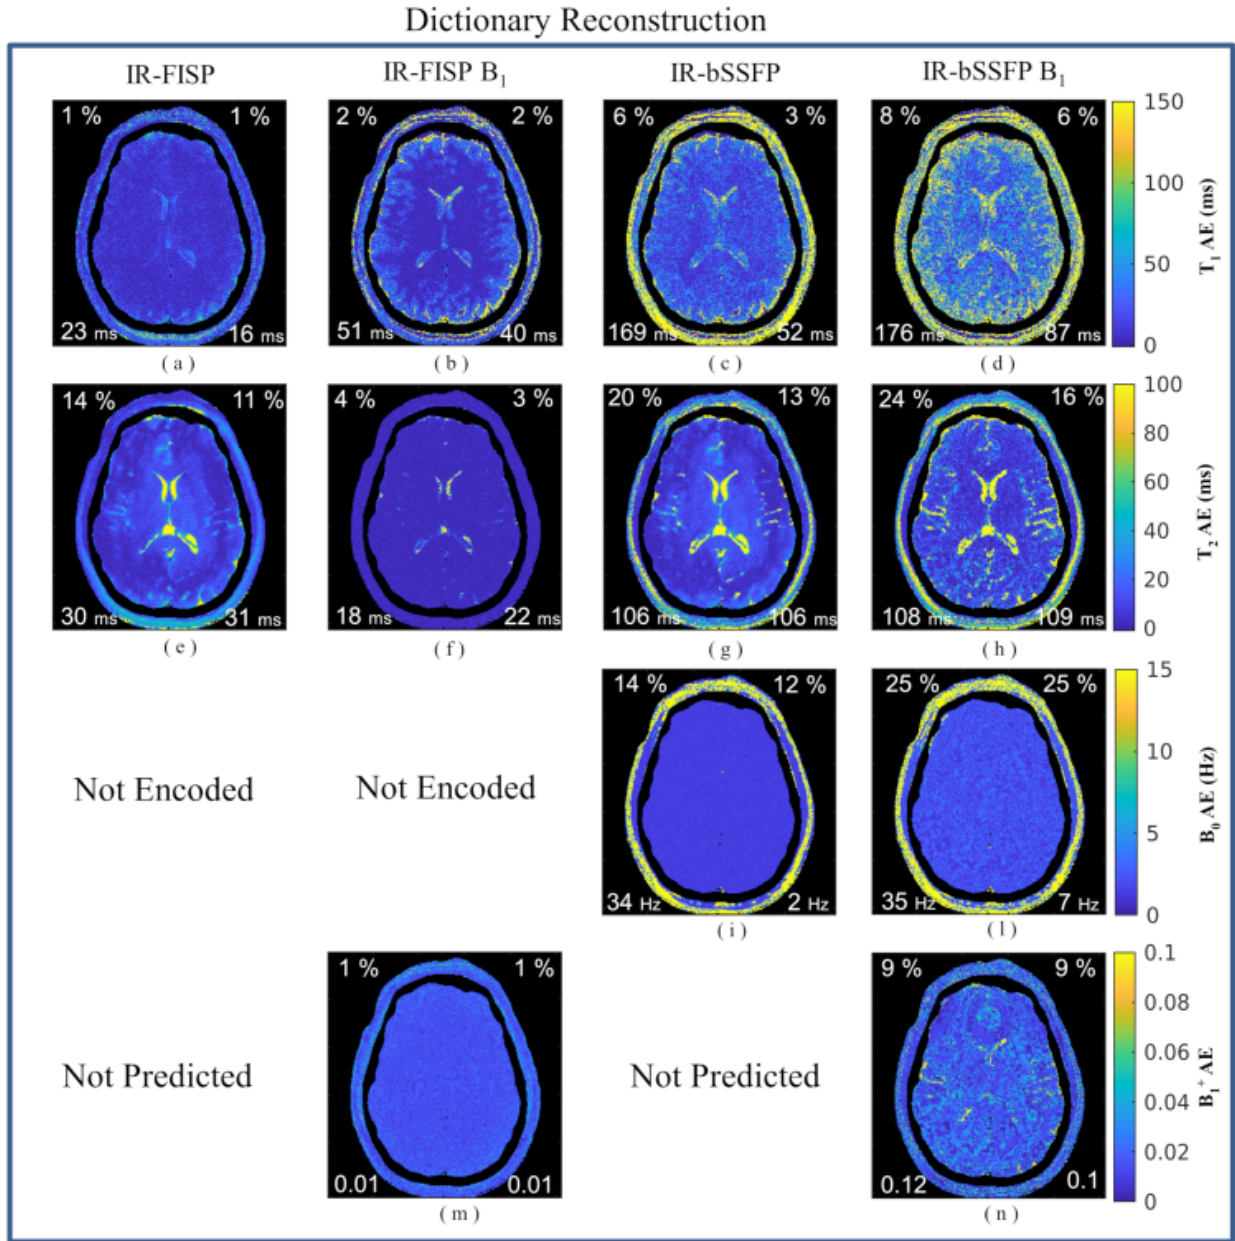 Dictionary Reconstruction
IR-FISP
IR-FISP B1
IR-bSSFP
IR-bSSFP B1
1 % 1 %
23 ms 16 ms
( a )
2 % 2 %
51 ms 40 ms
( b )
6 % 3 %
169 ms 52 ms
( c )
8 % 6 %
176 ms 87 ms
( d )
150
100
50
0
T1 AE (ms)
14 % 11 %
30 ms 31 ms
( e )
4 % 3 %
18 ms 22 ms
( f )
20 % 13 %
106 ms 106 ms
( g )
24 % 16 %
108 ms 109 ms
( h )
100
80
60
40
20
0
T2 AE (ms)
Not Encoded
Not Encoded
14 % 12 %
34 Hz 2 Hz
( i )
25 % 25 %
35 Hz 7 Hz
( l )
15
10
5
0
B0 AE (Hz)
Not Predicted
1 % 1 %
0.01 0.01
( m )
Not Predicted
9 % 9 %
0.12 0.1
( n )
0.1
0.08
0.06
0.04
0.02
0
B1+ AE